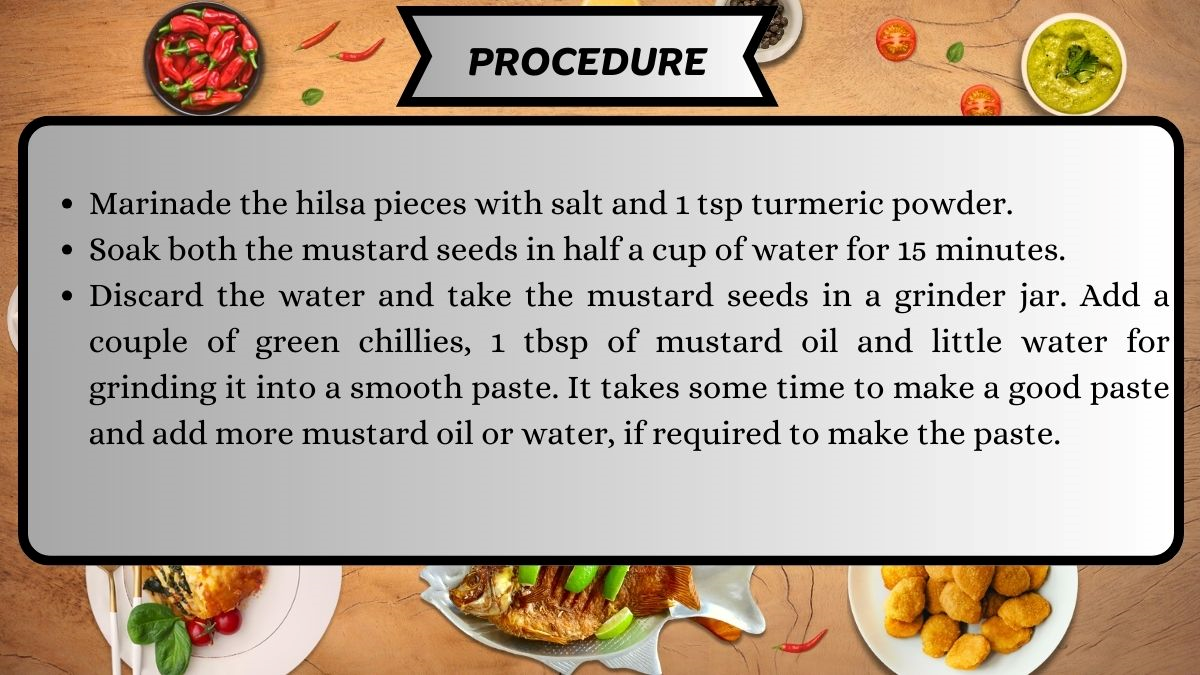 PROCEDURE
• Marinade the hilsa pieces with salt and 1 tsp turmeric powder.
• Soak both the mustard seeds in half a cup of water for 15 minutes.
• Discard the water and take the mustard seeds in a grinder jar. Add a
couple of green chillies, 1 tbsp of mustard oil and little water for
grinding it into a smooth paste. It takes some time to make a good paste
and add more mustard oil or water, if required to make the paste.